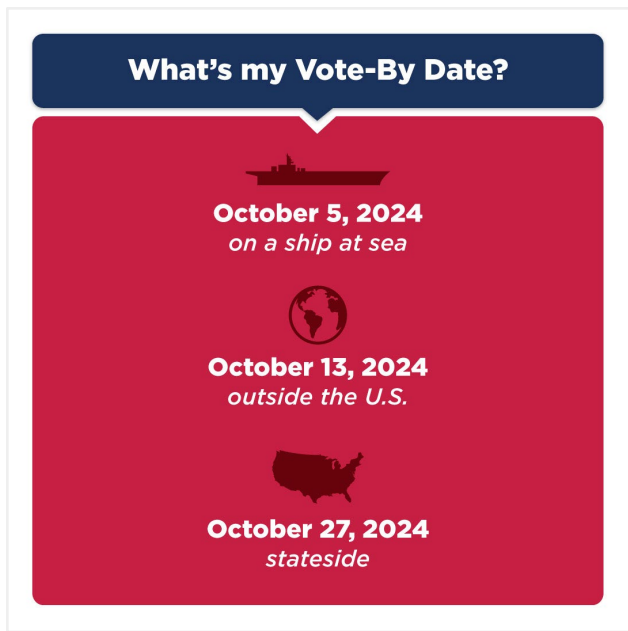 What’s my Vote-By Date?
October 5, 2024
on a ship at sea
October 13, 2024
outside the U.S.
October 27, 2024
stateside